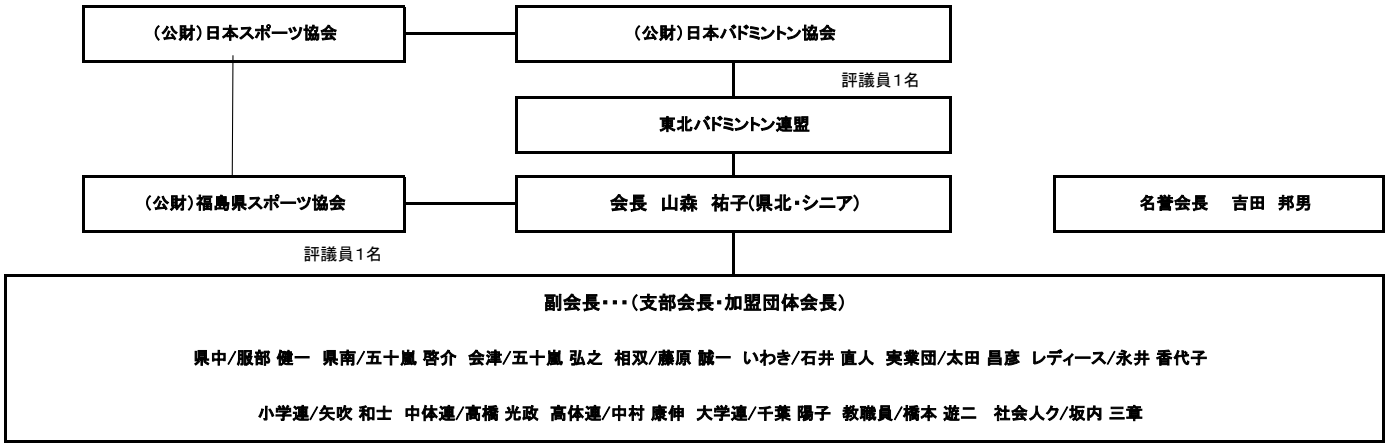 (公財)日本スポーツ協会
(公財)日本バドミントン協会
評議員1名
東北バドミントン連盟
(公財)福島県スポーツ協会
会長 山森 祐子(県北・シニア)
名誉会長 吉田 邦男
評議員1名
副会長・・・(支部会長・加盟団体会長)
県中/服部 健一 県南/五十嵐 啓介 会津/五十嵐 弘之 相双/藤原 誠一 いわき/石井 直人 実業団/太田 昌彦 レディース/永井 香代子
小学連/矢吹 和士 中体連/髙橋 光政 高体連/中村 康伸 大学連/千葉 陽子 教職員/橋本 遊二 社会人ク/坂内 三章